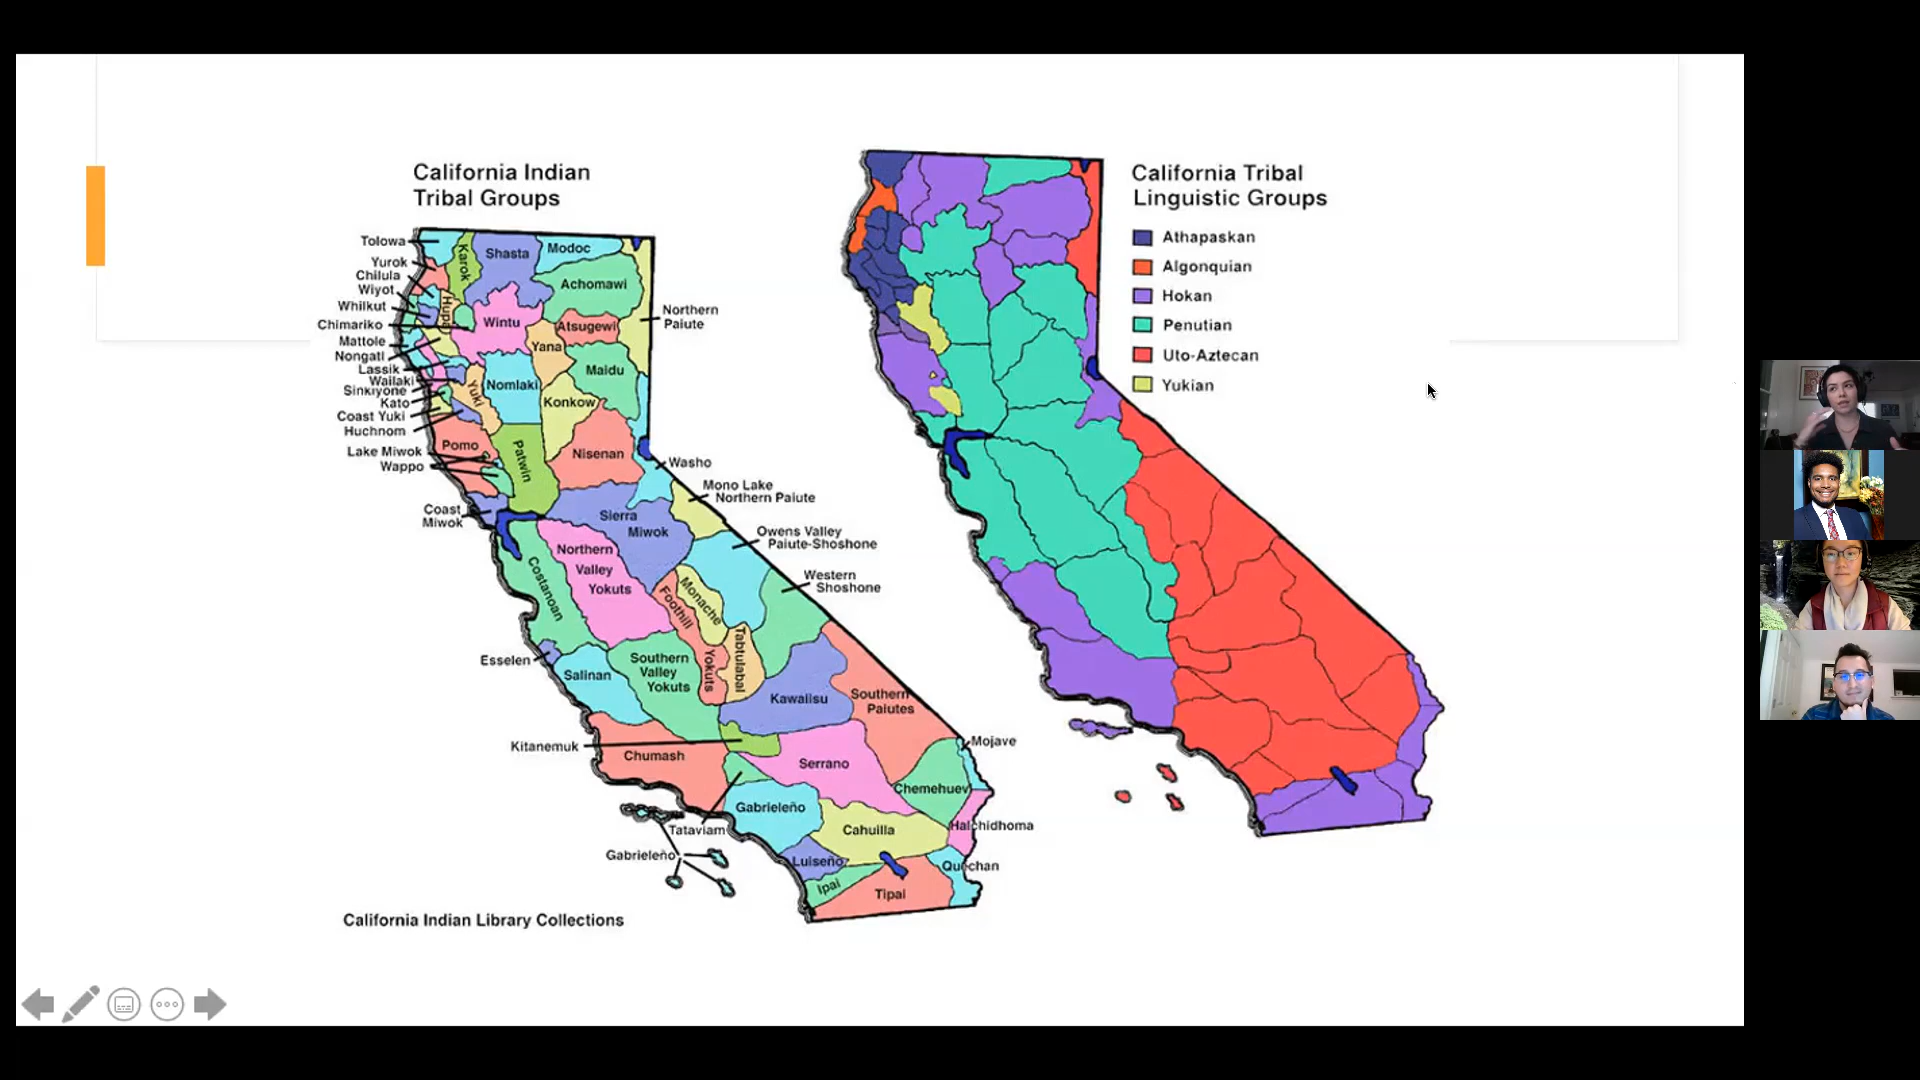 California Indian
Tribal Groups
Tolowa
Yurok
Chilula
Wiyot
Whilkut
Chimariko
Mattole
Nongatl
Lassik
Wailaki
Sinkiyone
Kato
Coast Yuki
Huchnom
Lake Miwok
Wappo
Coast
Miwok
Karok
Shasta
Modoc
Achomawi
Hupa
Wintu
Atsugewi
Yana
Northern
Paiute
Nomlaki
Maidu
Yuki
Konkow
Pomo
Patwin
Nisenan
Washo
Mono Lake
Northern Paiute
Sierra
Miwok
Owens Valley
Paiute-Shoshone
Northern
Valley
Yokuts
Costanoan
Monache
Foothill
Yokuts
Western
Shoshone
Tabtulabal
Esselen
Salinan
Southern
Valley
Yokuts
Kawaiisu
Southern
Paiutes
Kitanemuk
Chumash
Serrano
Mojave
Chemehuevi
Gabrieleño
Tataviam
Cahuilla
Halchidhoma
Gabrieleño
Luiseño
Quechan
Ipai
Tipai
California Indian Library Collections
California Tribal
Linguistic Groups
Athapaskan
Algonquian
Hokan
Penutian
Uto-Aztecan
Yukian